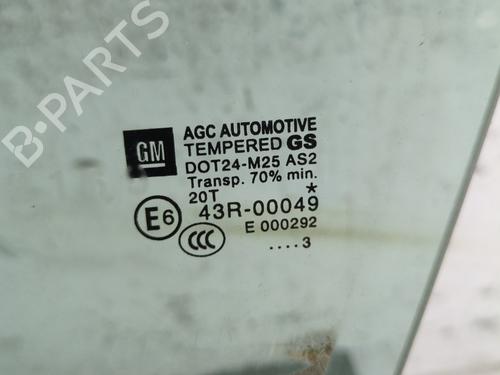 GM
AGC AUTOMOTIVE
TEMPERED GS
DOT24-M25 AS2
Transp. 70% min.
20T *
E6 43R-00049
CCC E 000292
....3
B-PARTS